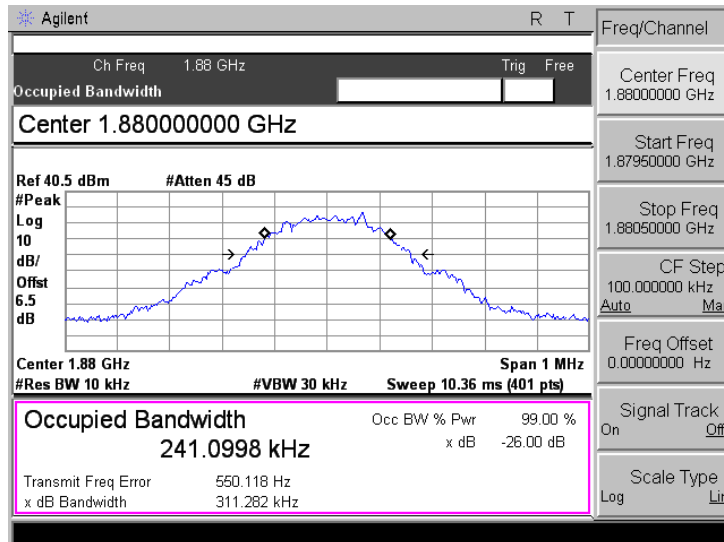 Agilent R T
Ch Freq 1.88 GHz Trig Free
Occupied Bandwidth
Center 1.880000000 GHz
Ref 40.5 dBm #Atten 45 dB
#Peak
Log
10
dB/
Offst
6.5
dB
Center 1.88 GHz Span 1 MHz
#Res BW 10 kHz #VBW 30 kHz Sweep 10.36 ms (401 pts)
Occupied Bandwidth Occ BW % Pwr 99.00 %
241.0998 kHz x dB -26.00 dB
Transmit Freq Error 550.118 Hz
x dB Bandwidth 311.282 kHz
Freq/Channel
Center Freq
1.88000000 GHz
Start Freq
1.87950000 GHz
Stop Freq
1.88050000 GHz
CF Step
100.000000 kHz
Auto Ma
Freq Offset
0.00000000 Hz
Signal Track
On Off
Scale Type
Log Lin